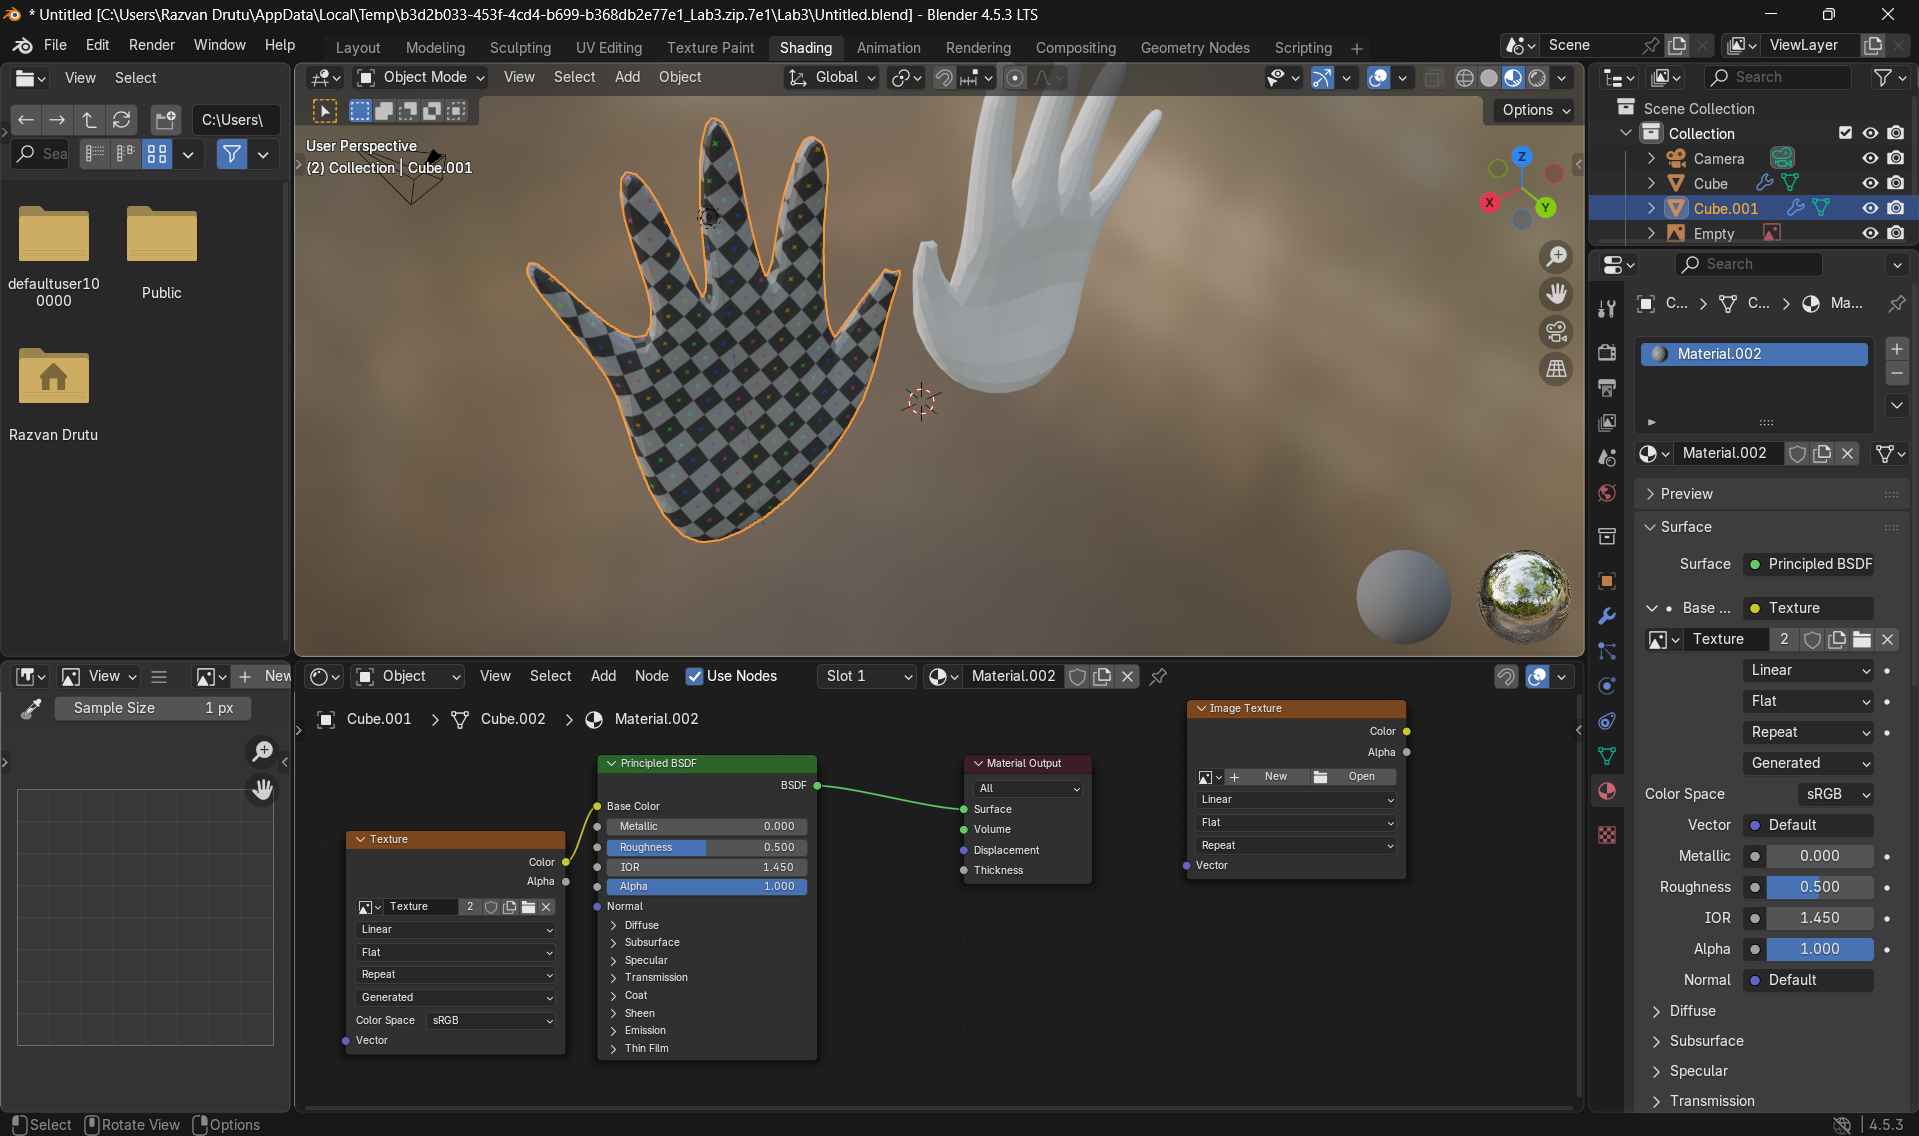 * Untitled [C:\Users\Razvan Drutu\AppData\Local\Temp\b3d2b033-453f-4cd4-b699-b368db2e77e1_Lab3.zip.7e1\Lab3\Untitled.blend] - Blender 4.5.3 LTS
File Edit Render Window Help
Layout Modeling Sculpting UV Editing Texture Paint Shading Animation Rendering Compositing Geometry Nodes Scripting +
Scene
ViewLayer
View Select
C:\Users\
Sea
defaultuser10
0000
Public
Razvan Drutu
Object Mode View Select Add Object
Global
Options
User Perspective
(2) Collection | Cube.001
Z
X
Y
Search
Scene Collection
Collection
Camera
Cube
Cube.001
Empty
Search
C... > C... > Ma...
Material.002
Material.002
Preview
Surface
Surface Principled BSDF
Base ... Texture
Texture 2
Linear
Flat
Repeat
Generated
Color Space sRGB
Vector Default
Metallic 0.000
Roughness 0.500
IOR 1.450
Alpha 1.000
Normal Default
Diffuse
Subsurface
Specular
Transmission
View
+ New
Sample Size 1 px
Object View Select Add Node Use Nodes Slot 1 Material.002
Cube.001 > Cube.002 > Material.002
Texture
Color
Alpha
Texture 2
Linear
Flat
Repeat
Generated
Color Space sRGB
Vector
Principled BSDF
BSDF
Base Color
Metallic 0.000
Roughness 0.500
IOR 1.450
Alpha 1.000
Normal
Diffuse
Subsurface
Specular
Transmission
Coat
Sheen
Emission
Thin Film
Material Output
All
Surface
Volume
Displacement
Thickness
Image Texture
Color
Alpha
+ New Open
Linear
Flat
Repeat
Vector
Select Rotate View Options
4.5.3